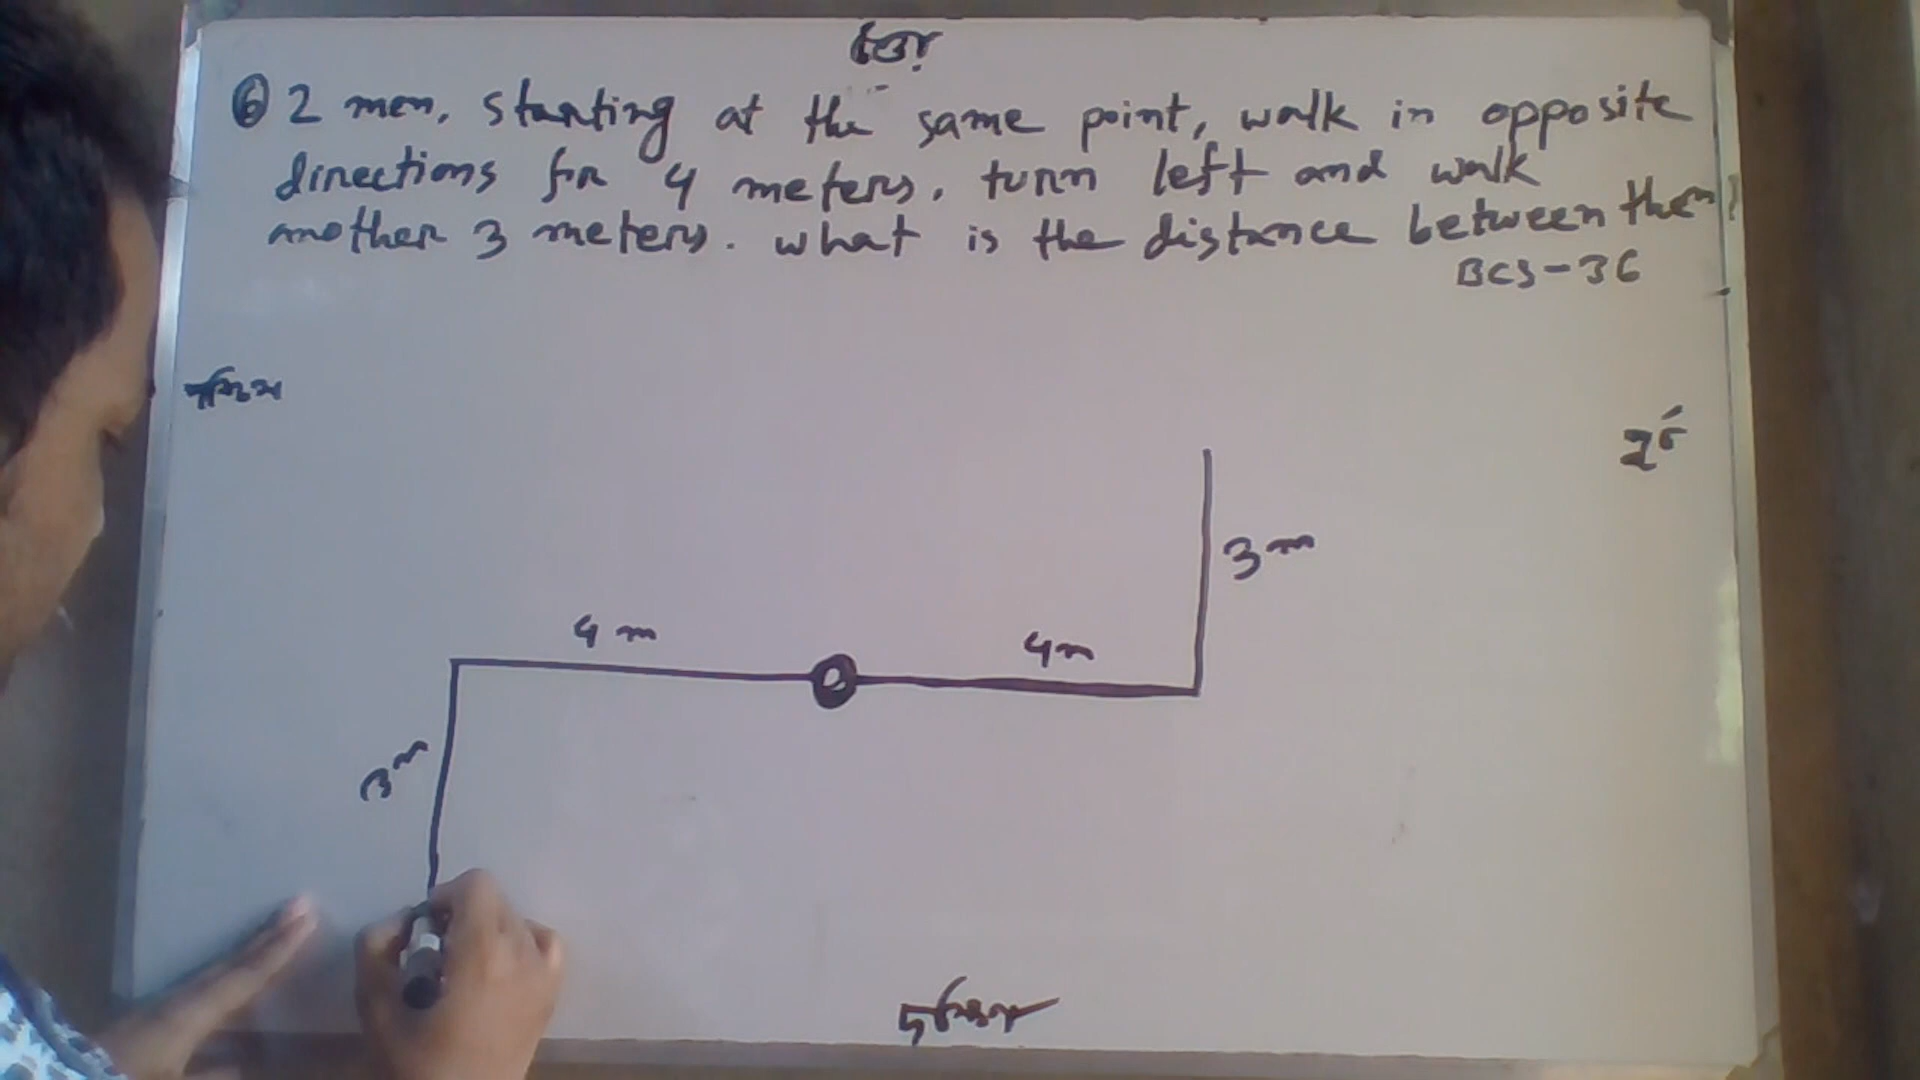 উত্তর
⑥ 2 men, starting at the same point, walk in opposite
directions for 4 meters, turn left and walk
another 3 meters. what is the distance between them?
BCS-36
পশ্চিম
পূর্ব
3m
4m
4m
3m
দক্ষিণ